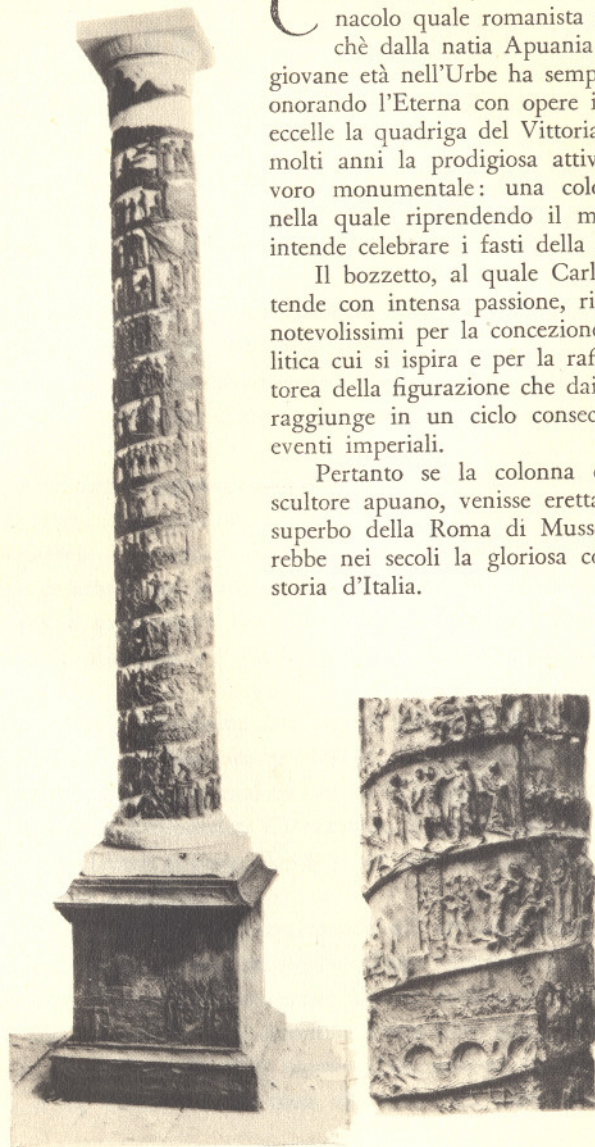 C
nacolo quale romanista
chè dalla natia Apuania
giovane età nell'Urbe ha semp
onorando l'Eterna con opere i
eccelle la quadriga del Vittoria
molti anni la prodigiosa attiv
voro monumentale: una colo
nella quale riprendendo il m
intende celebrare i fasti della
Il bozzetto, al quale Carl
tende con intensa passione, ri
notevolissimi per la concezione
litica cui si ispira e per la raf
torea della figurazione che dai
raggiunge in un ciclo consec
eventi imperiali.
Pertanto se la colonna
scultore apuano, venisse eretta
superbo della Roma di Muss
rebbe nei secoli la gloriosa co
storia d'Italia.